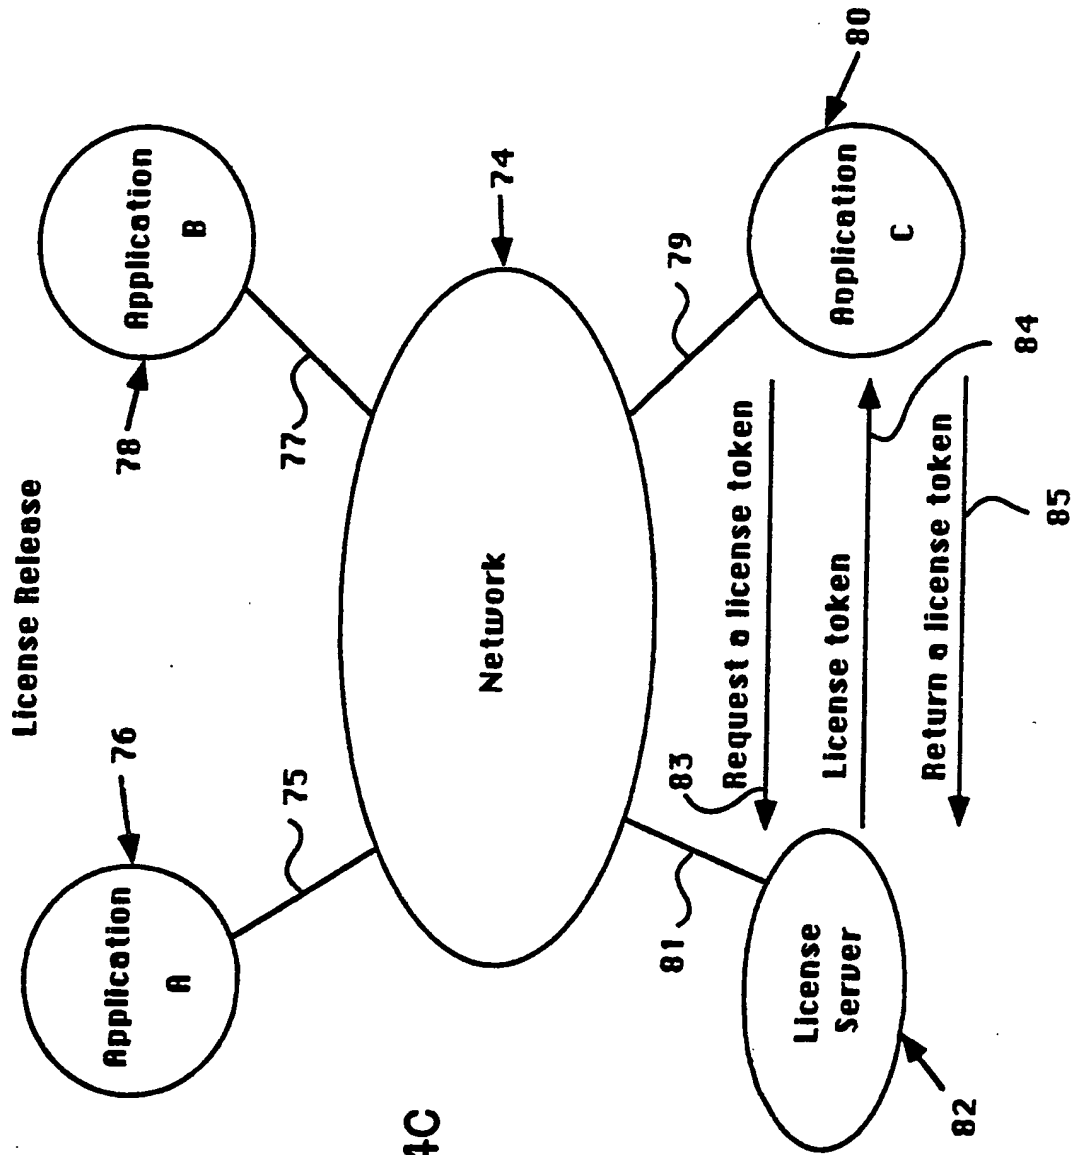 License Release
Application
A
76
Application
B
78
75
77
4C
Network
74
81
83
79
Request a license token
License
Server
License token
Application
C
80
82
Return a license token
84
85